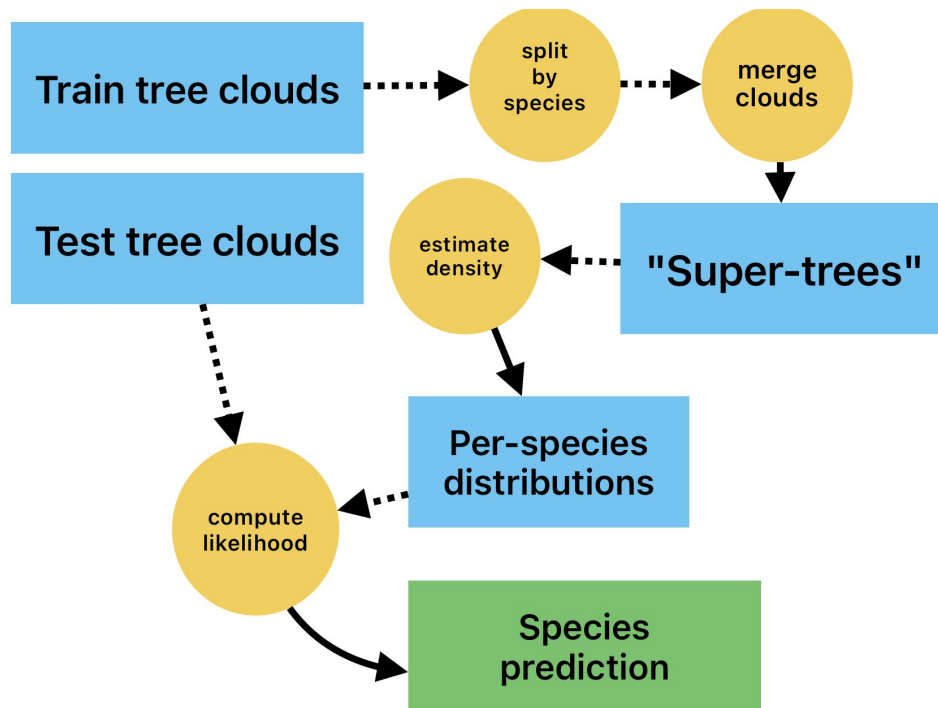 Train tree clouds
split
by
species
merge
clouds
Test tree clouds
estimate
density
"Super-trees"
Per-species
distributions
compute
likelihood
Species
prediction